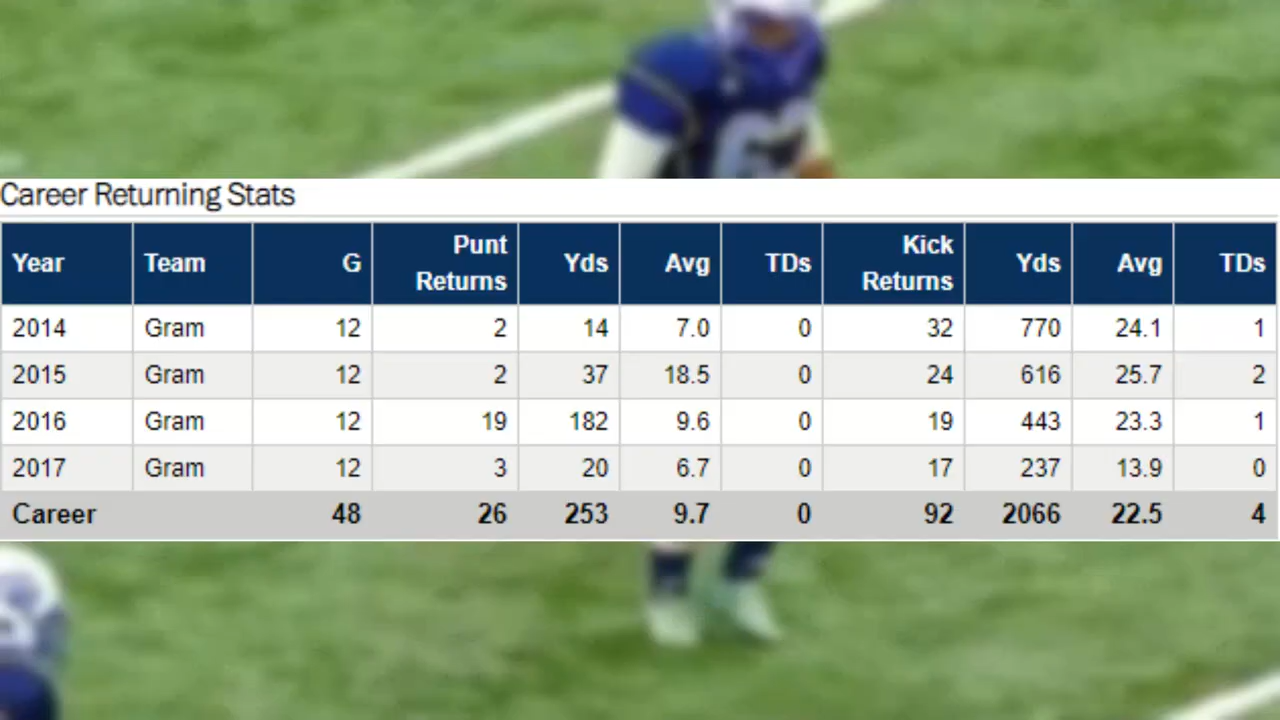 Career Returning Stats
Year Team G Punt Returns Yds Avg TDs Kick Returns Yds Avg TDs
2014 Gram 12 2 14 7.0 0 32 770 24.1 1
2015 Gram 12 2 37 18.5 0 24 616 25.7 2
2016 Gram 12 19 182 9.6 0 19 443 23.3 1
2017 Gram 12 3 20 6.7 0 17 237 13.9 0
Career 48 26 253 9.7 0 92 2066 22.5 4